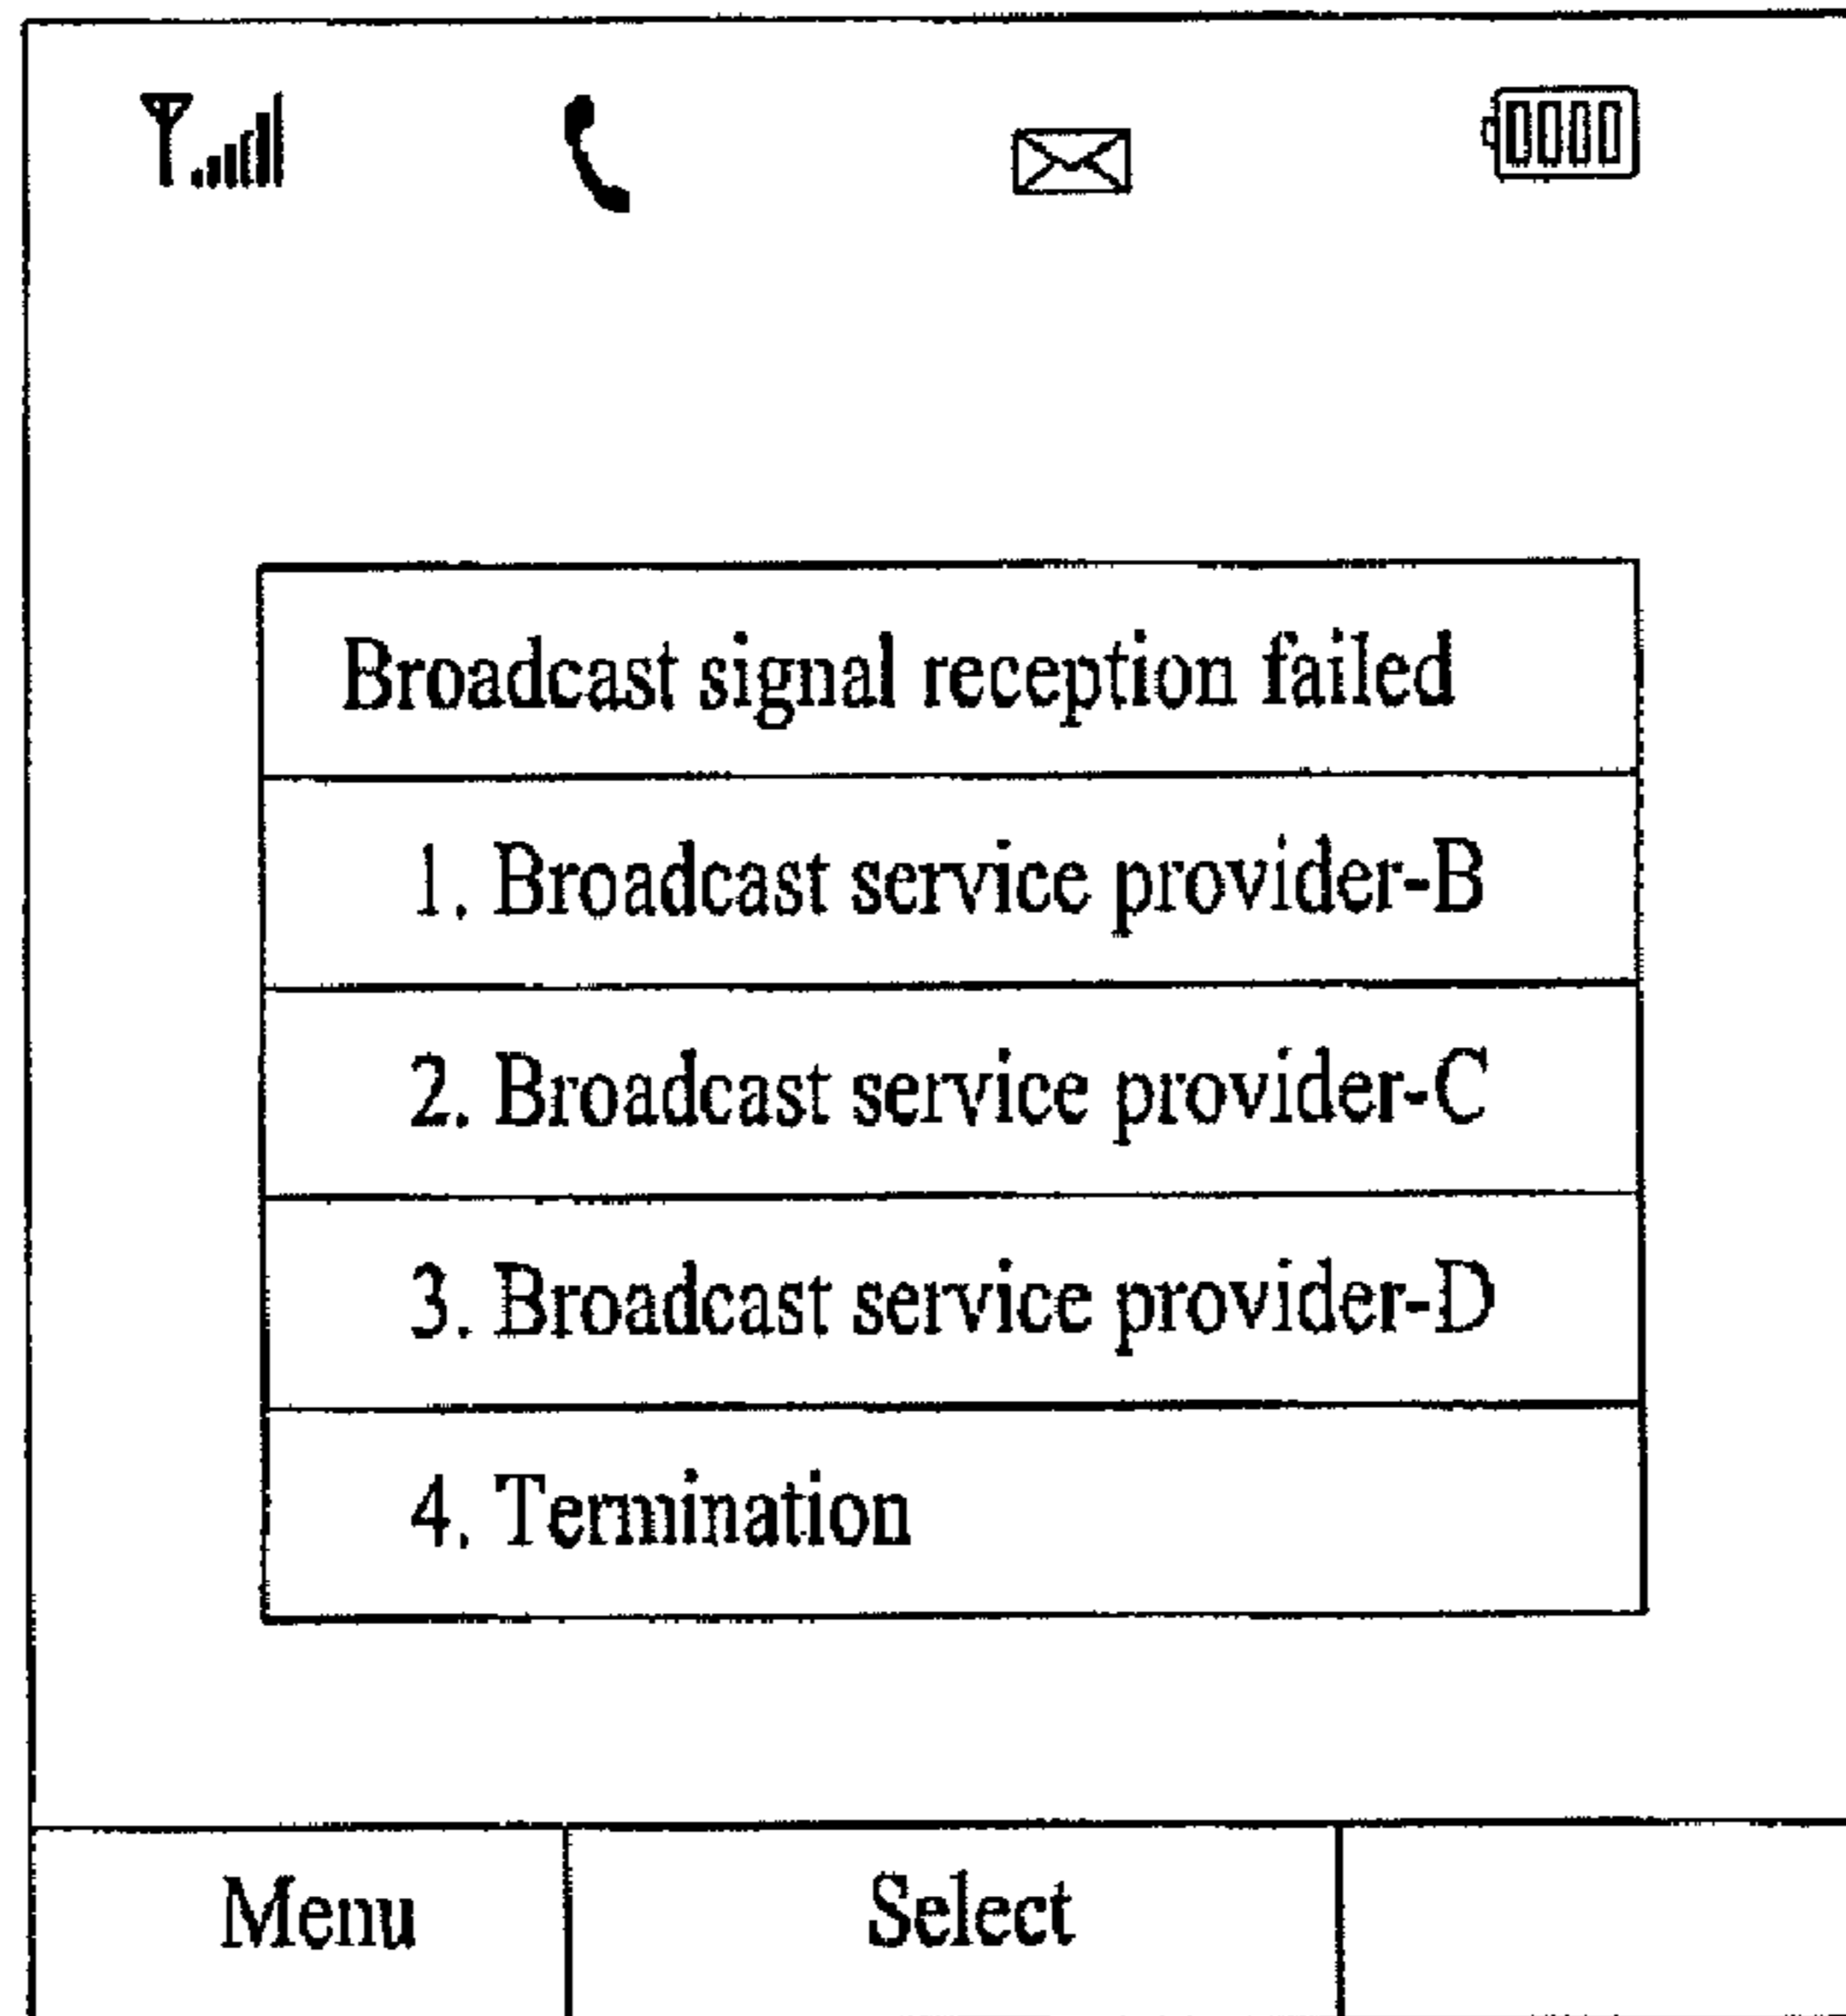 Broadcast signal reception failed
1. Broadcast service provider-B
2. Broadcast service provider-C
3. Broadcast service provider-D
4. Termination
Menu Select